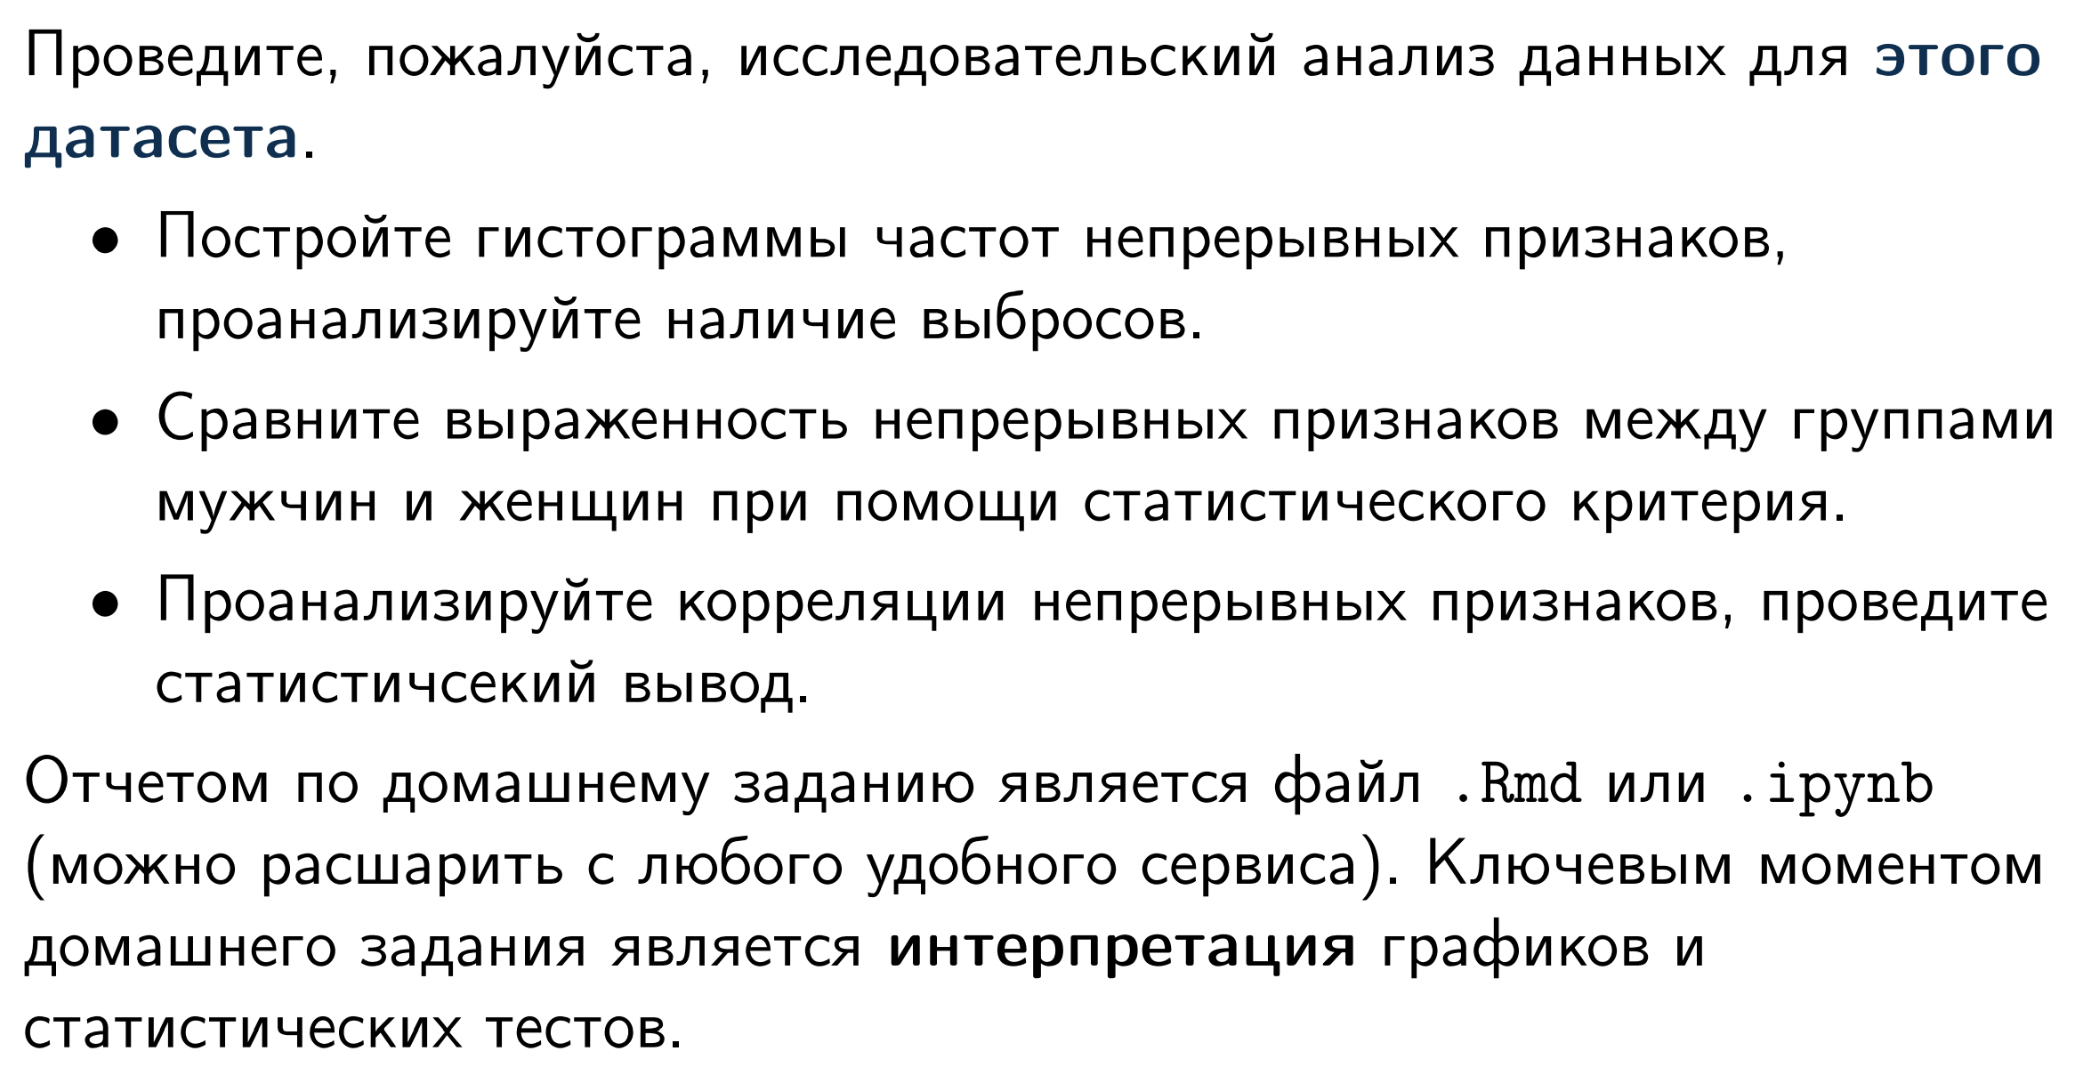 Проведите, пожалуйста, исследовательский анализ данных для этого
датасета.
• Постройте гистограммы частот непрерывных признаков,
проанализируйте наличие выбросов.
• Сравните выраженность непрерывных признаков между группами
мужчин и женщин при помощи статистического критерия.
• Проанализируйте корреляции непрерывных признаков, проведите
статистичсекий вывод.
Отчетом по домашнему заданию является файл .Rmd или .ipynb
(можно расшарить с любого удобного сервиса). Ключевым моментом
домашнего задания является интерпретация графиков и
статистических тестов.